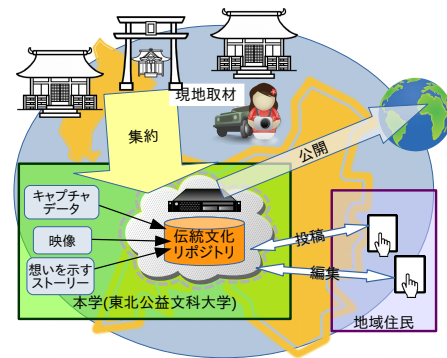 現地取材
集約
公開
キャプチャ
データ
映像
想いを示す
ストーリー
伝統文化
リポジトリ
投稿
編集
本学(東北公益文科大学)
地域住民